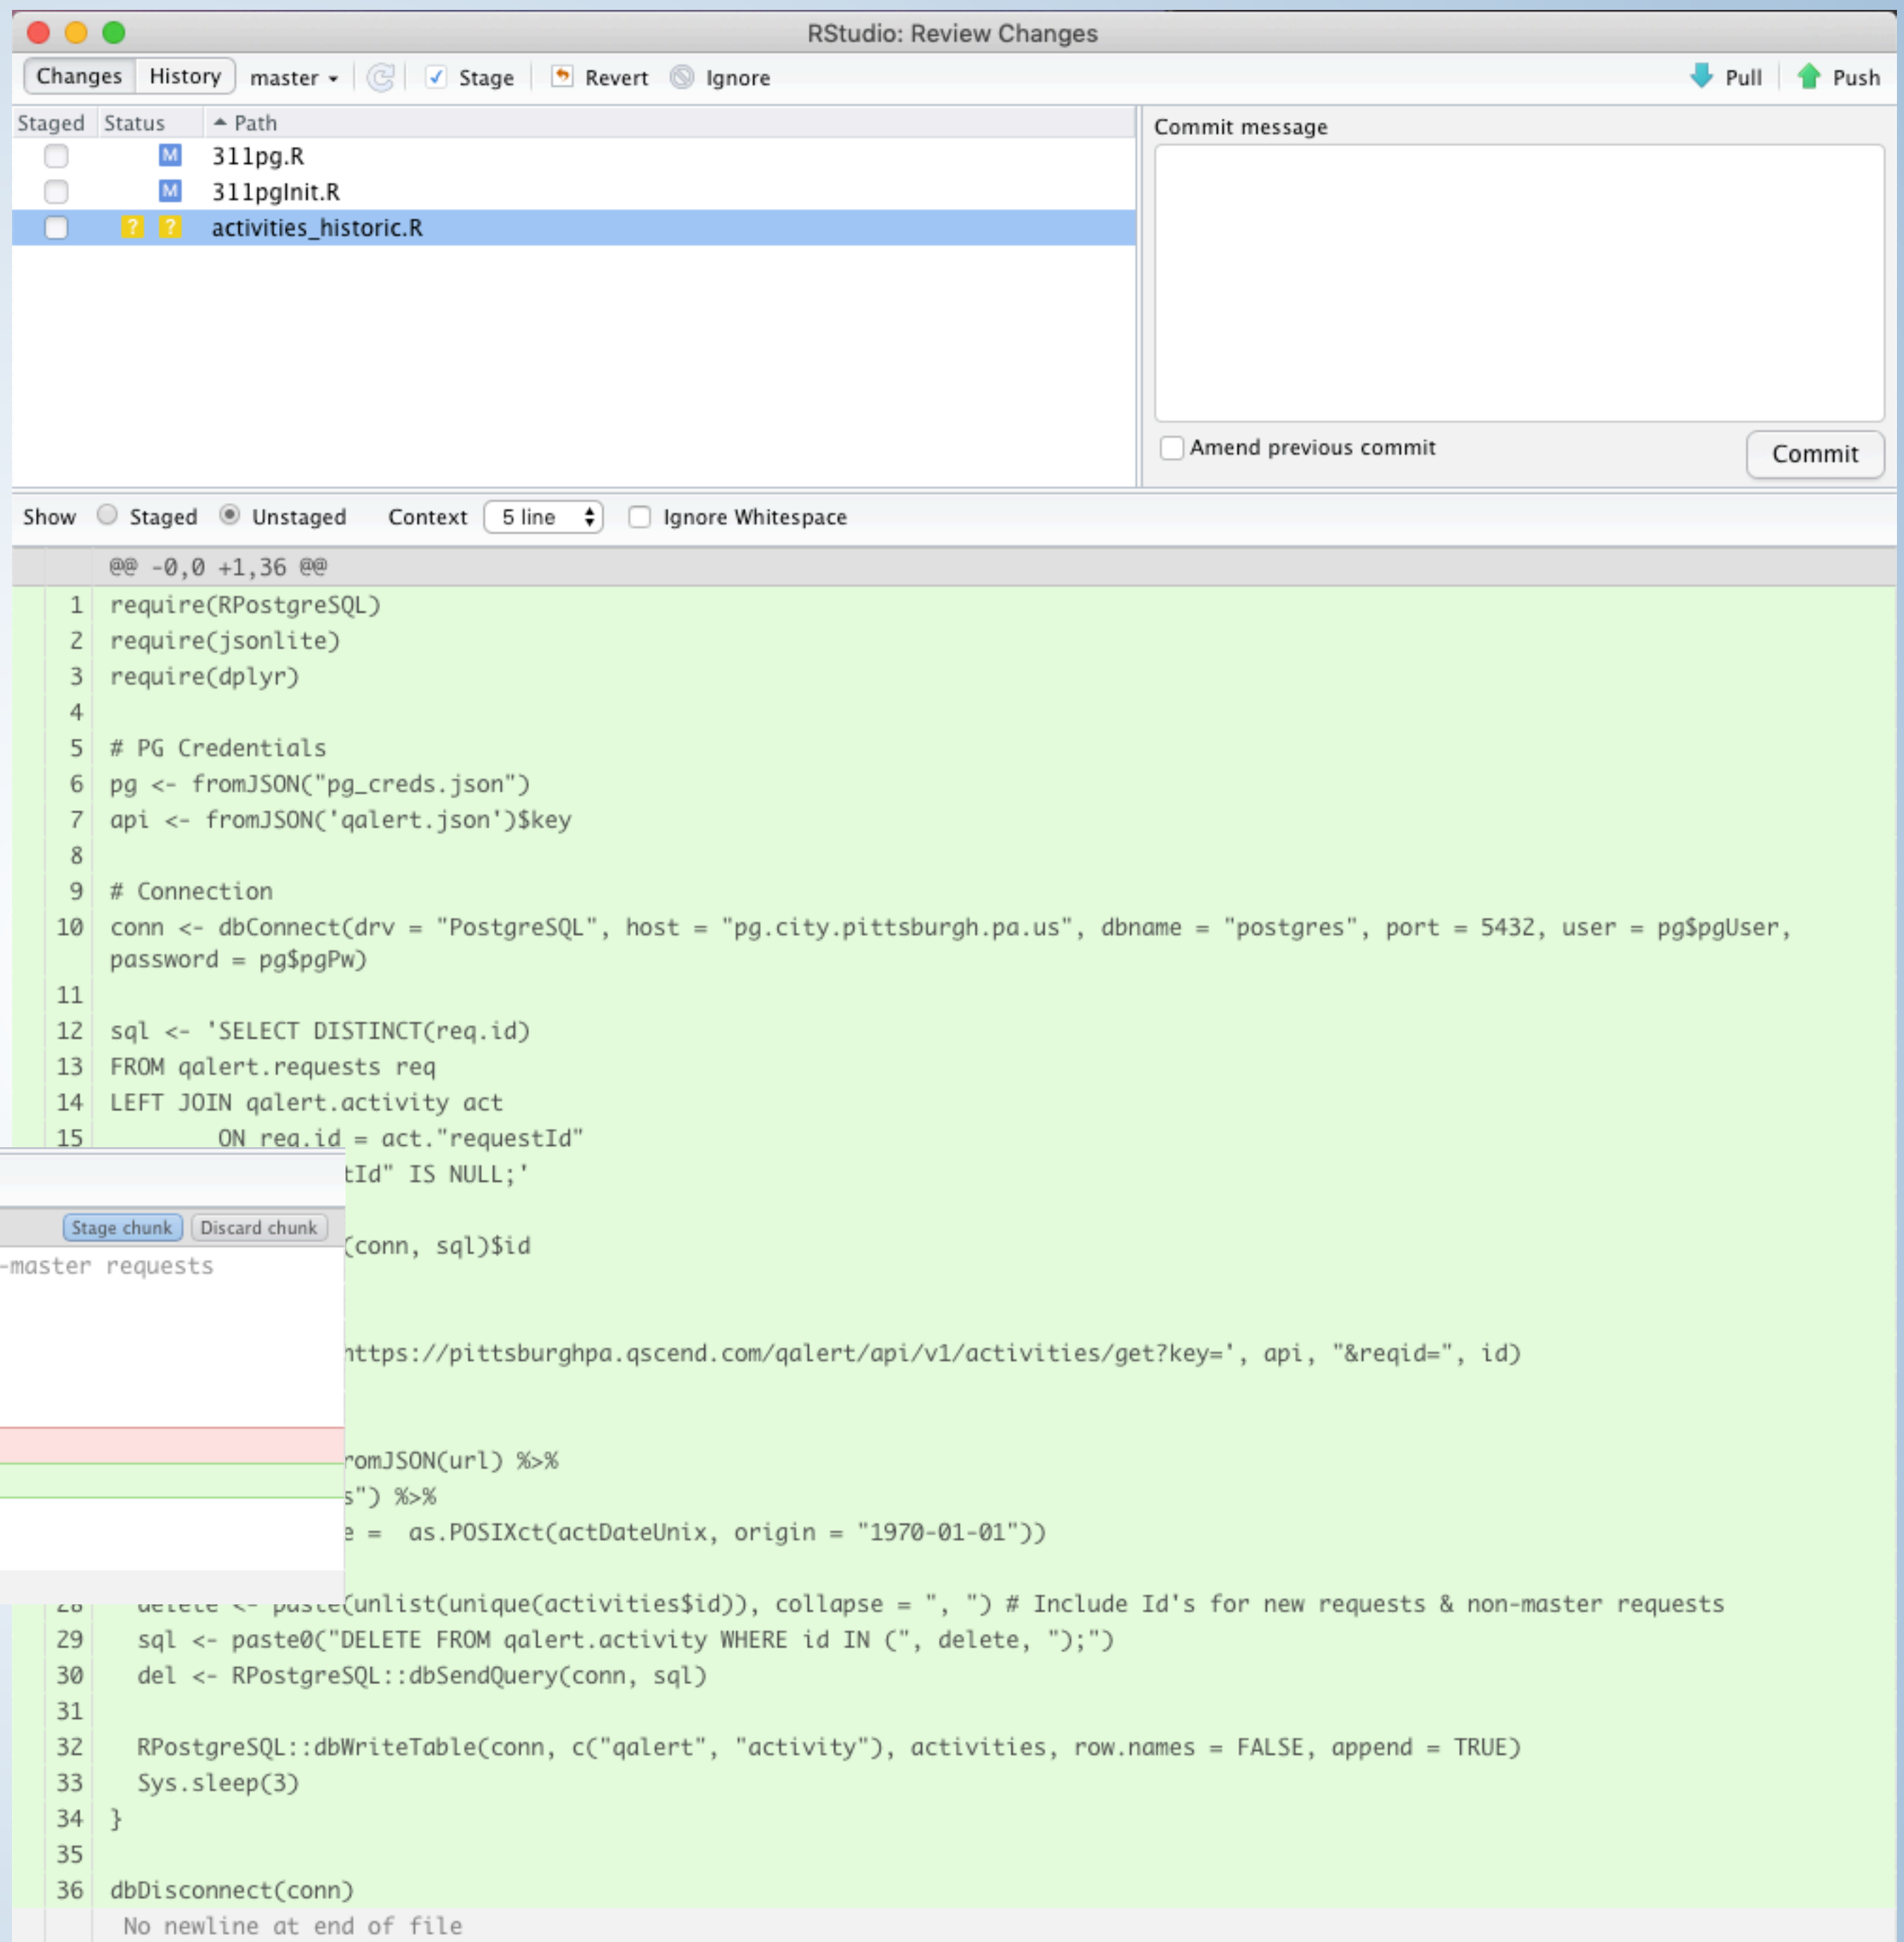 RStudio: Review Changes
Changes History master Stage Revert Ignore Pull Push
Staged Status Path
M 311pg.R
M 311pgInit.R
? ? activities_historic.R
Commit message
Amend previous commit
Commit
Show Staged Unstaged Context 5 line Ignore Whitespace
@@ -0,0 +1,36 @@
1 require(RPostgreSQL)
2 require(jsonlite)
3 require(dplyr)
4
5 # PG Credentials
6 pg <- fromJSON("pg_creds.json")
7 api <- fromJSON('qalert.json')$key
8
9 # Connection
10 conn <- dbConnect(drv = "PostgreSQL", host = "pg.city.pittsburgh.pa.us", dbname = "postgres", port = 5432, user = pg$pgUser,
password = pg$pgPw)
11
12 sql <- 'SELECT DISTINCT(req.id)
13 FROM qalert.requests req
14 LEFT JOIN qalert.activity act
15 ON req.id = act."requestId"
tId" IS NULL;'
Stage chunk Discard chunk
(conn, sql)$id
-master requests
https://pittsburghpa.qscend.com/qalert/api/v1/activities/get?key=', api, "&reqid=", id)
romJSON(url) %>%
s") %>%
e = as.POSIXct(actDateUnix, origin = "1970-01-01"))
28 delete <- paste(unlist(unique(activities$id)), collapse = ", ") # Include Id's for new requests & non-master requests
29 sql <- paste0("DELETE FROM qalert.activity WHERE id IN (", delete, ");")
30 del <- RPostgreSQL::dbSendQuery(conn, sql)
31
32 RPostgreSQL::dbWriteTable(conn, c("qalert", "activity"), activities, row.names = FALSE, append = TRUE)
33 Sys.sleep(3)
34 }
35
36 dbDisconnect(conn)
No newline at end of file